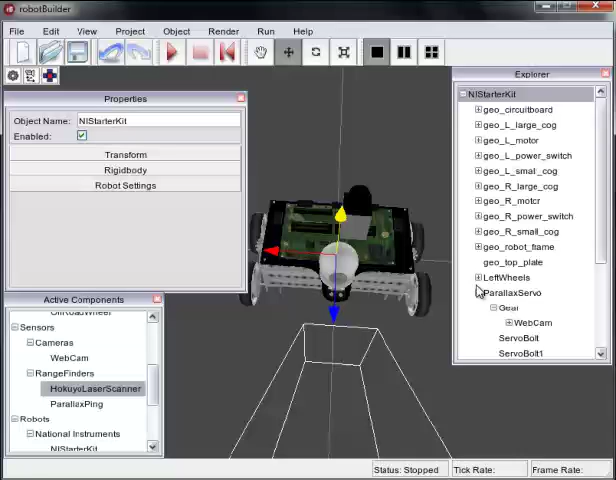 robotBuilder
File Edit View Project Object Render Run Help
Properties
Object Name: NIStarterKit
Enabled:
Transform
Rigidbody
Robot Settings
Explorer
NIStarterKit
geo_circuitboard
geo_L_large_cog
geo_L_motor
geo_L_power_switch
geo_L_small_cog
geo_R_large_cog
geo_R_motor
geo_R_power_switch
geo_R_small_cog
geo_robot_frame
geo_top_plate
LeftWheels
ParallaxServo
Gear
WebCam
ServoBolt
ServoBolt1
Active Components
OffRoadWheel
Sensors
Cameras
WebCam
RangeFinders
HokuyoLaserScanner
ParallaxPing
Robots
National Instruments
NIStarterKit
Status: Stopped Tick Rate: Frame Rate: